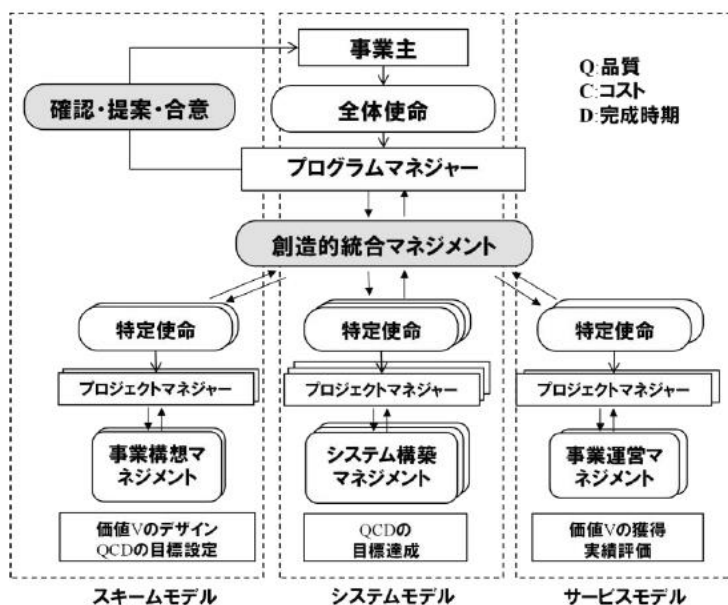 事業主
確認・提案・合意
全体使命
プログラムマネジャー
Q:品質
C:コスト
D:完成時期
創造的統合マネジメント
特定使命
特定使命
特定使命
プロジェクトマネジャー
プロジェクトマネジャー
プロジェクトマネジャー
事業構想マ
ネジメント
システム構築
マネジメント
事業運営マ
ネジメント
価値Vのデザイン
QCDの目標設定
QCDの
目標達成
価値Vの獲得
実績評価
スキームモデル
システムモデル
サービスモデル